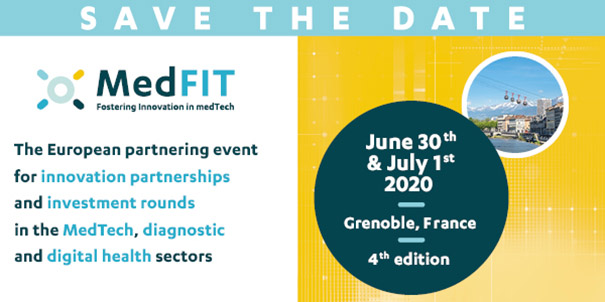 SAVE THE DATE
MedFIT
Fostering Innovation in medTech
The European partnering event
for innovation partnerships
and investment rounds
in the MedTech, diagnostic
and digital health sectors
June 30th
& July 1st
2020
Grenoble, France
4th edition